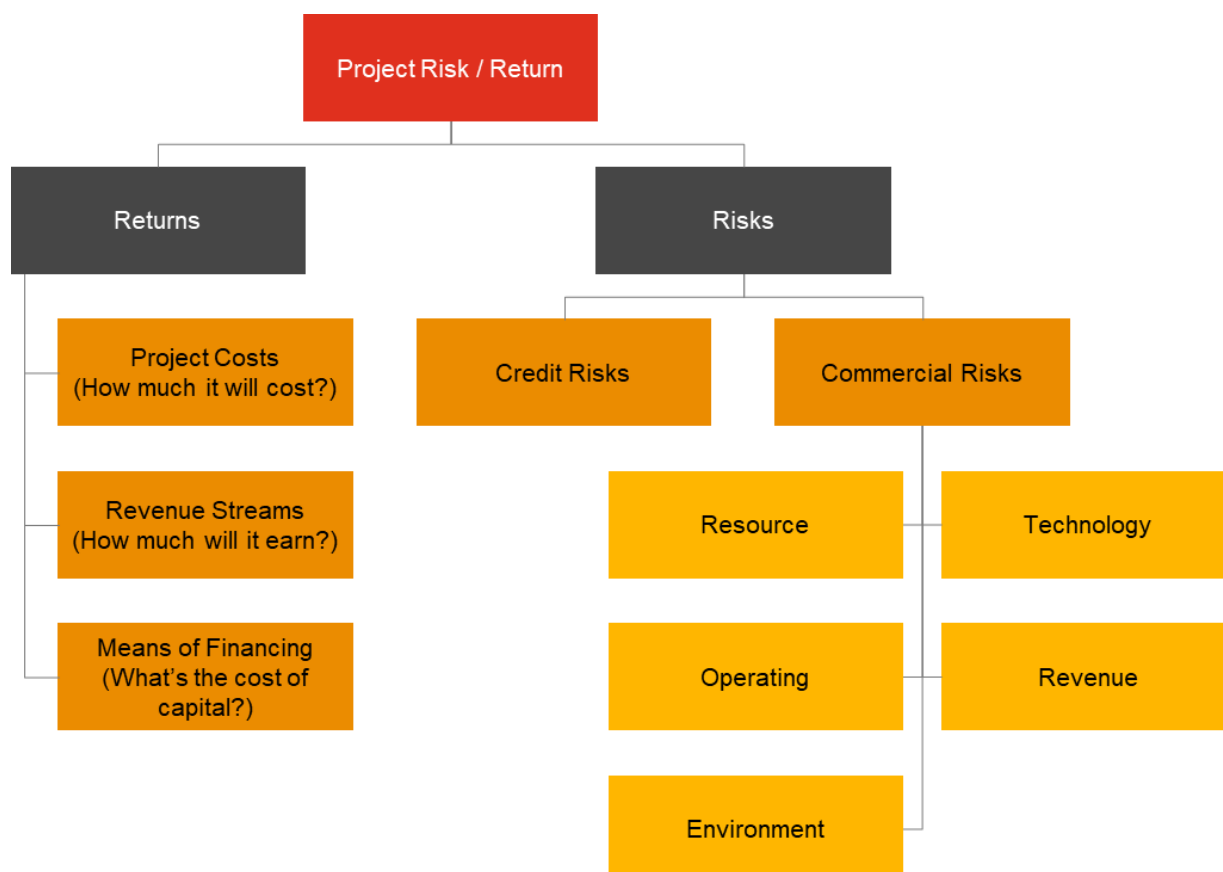 Project Risk / Return
Returns
Risks
Project Costs
(How much it will cost?)
Credit Risks
Commercial Risks
Revenue Streams
(How much will it earn?)
Resource
Technology
Means of Financing
(What’s the cost of
capital?)
Operating
Revenue
Environment